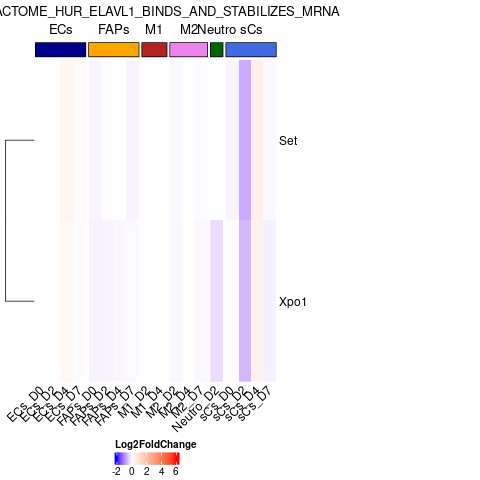 ACTOME_HUR_ELAVL1_BINDS_AND_STABILIZES_MRNA
ECs FAPs M1 M2 Neutro sCs
Set
Xpo1
ECs_D0 ECs_D2 ECs_D4 ECs_D7 FAPs_D0 FAPs_D2 FAPs_D4 FAPs_D7 M1_D2 M1_D4 M2_D2 M2_D4 M2_D7 Neutro_D2 sCs_D0 sCs_D2 sCs_D4 sCs_D7
Log2FoldChange
-2 0 2 4 6